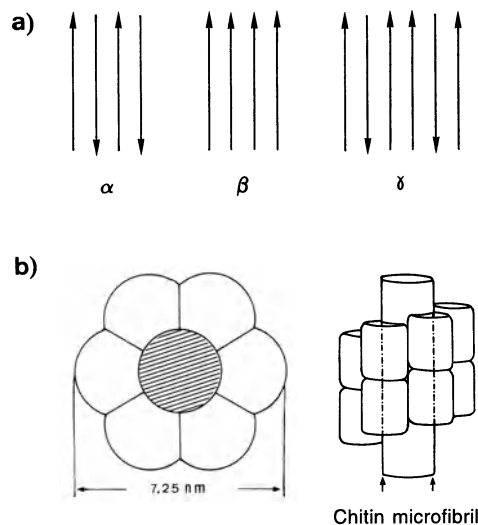 a)
α β γ
b)
7.25 nm
Chitin microfibril